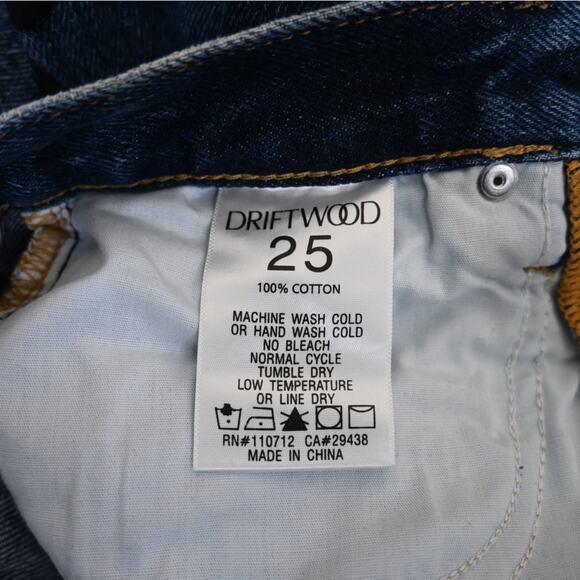 DRIFTWOOD
25
100% COTTON
MACHINE WASH COLD
OR HAND WASH COLD
NO BLEACH
NORMAL CYCLE
TUMBLE DRY
LOW TEMPERATURE
OR LINE DRY
RN#110712 CA#29438
MADE IN CHINA